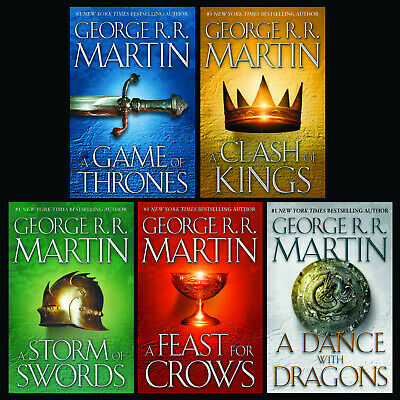 #1 NEW YORK TIMES BESTSELLING AUTHOR
GEORGE R. R.
MARTIN
A GAME OF
THRONES
#1 NEW YORK TIMES BESTSELLING AUTHOR
GEORGE R. R.
MARTIN
A CLASH OF
KINGS
#1 NEW YORK TIMES BESTSELLING AUTHOR
GEORGE R. R.
MARTIN
A STORM OF
SWORDS
#1 NEW YORK TIMES BESTSELLING AUTHOR
GEORGE R. R.
MARTIN
A FEAST FOR
CROWS
#1 NEW YORK TIMES BESTSELLING AUTHOR
GEORGE R. R.
MARTIN
A DANCE
WITH
DRAGONS